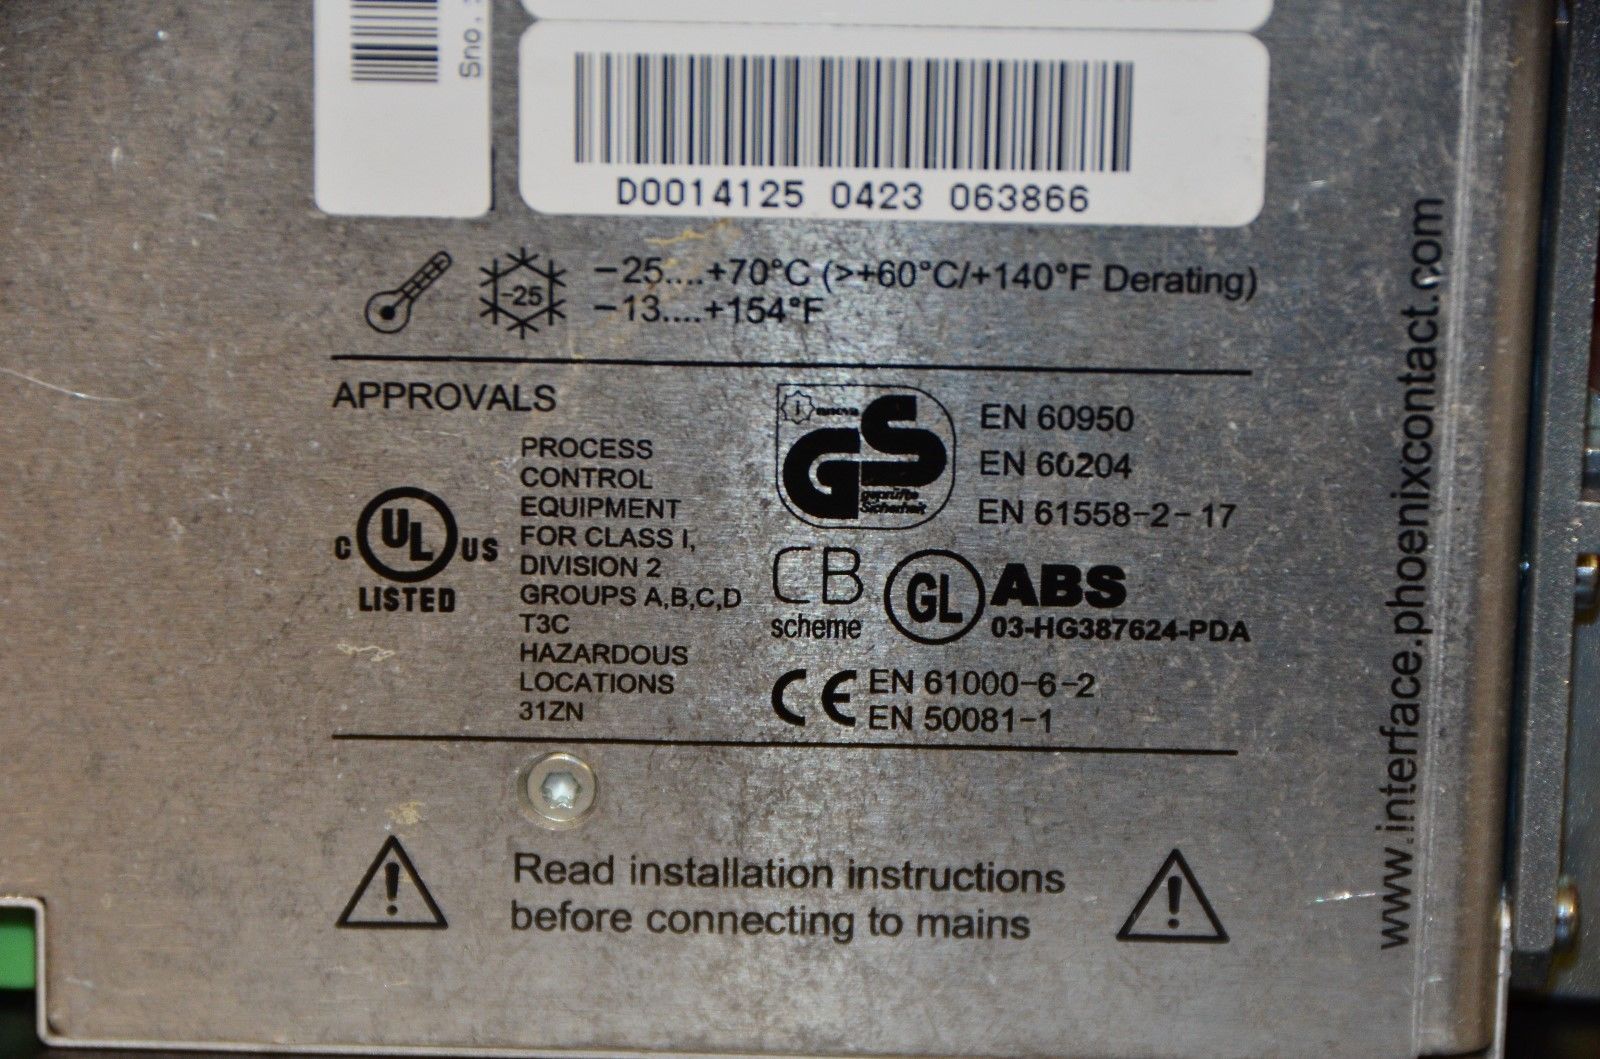 Sno.
D0014125 0423 063866
-25
−25....+70°C (>+60°C/+140°F Derating)
−13....+154°F
APPROVALS
C UL US
LISTED
PROCESS
CONTROL
EQUIPMENT
FOR CLASS I,
DIVISION 2
GROUPS A,B,C,D
T3C
HAZARDOUS
LOCATIONS
31ZN
GS
geprüfte
Sicherheit
EN 60950
EN 60204
EN 61558-2-17
CB
scheme
GL
ABS
03-HG387624-PDA
CE
EN 61000-6-2
EN 50081-1
Read installation instructions
before connecting to mains
www.interface.phoenixcontact.com